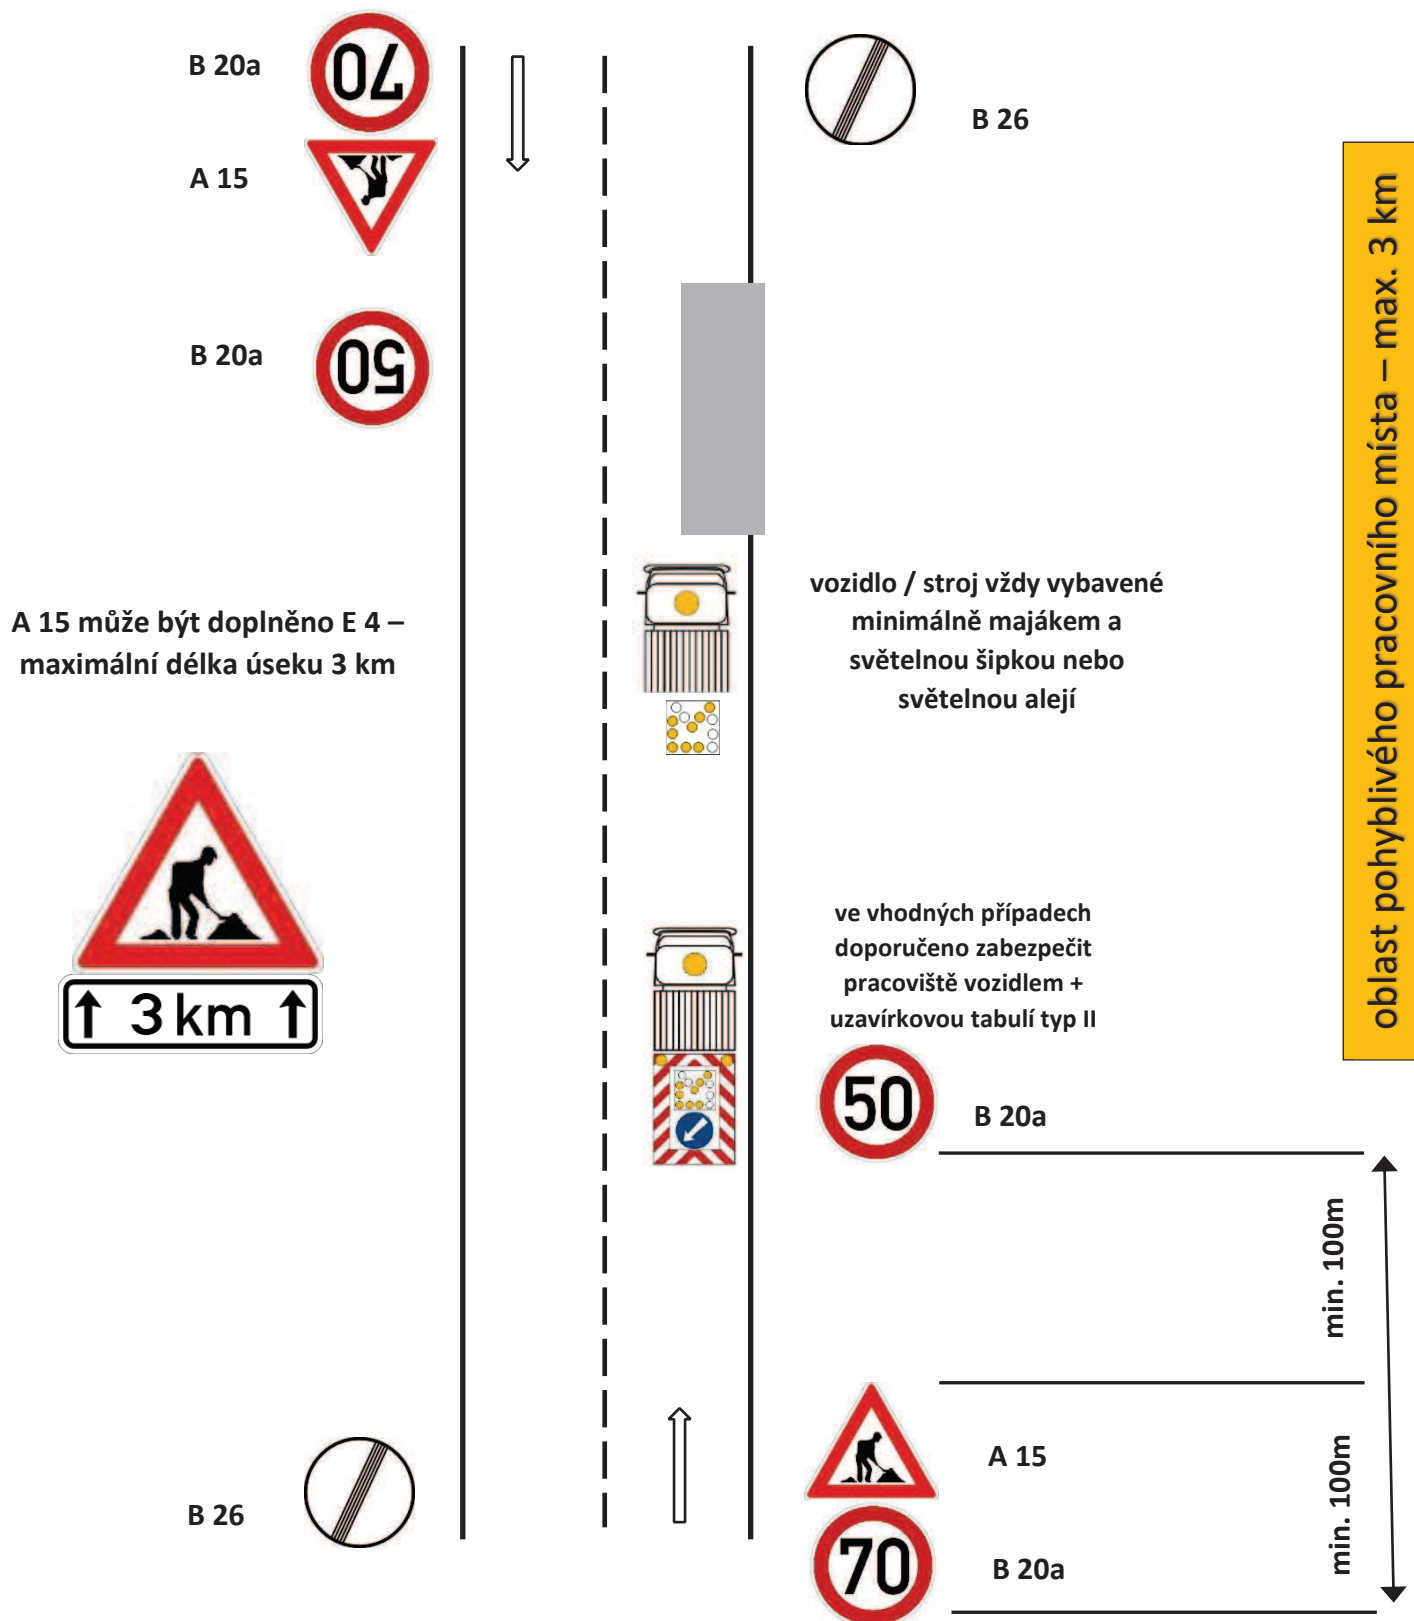 B 20a
70
B 26
A 15
B 20a
50
oblast pohyblivého pracovního místa – max. 3 km
A 15 může být doplněno E 4 –
maximální délka úseku 3 km
vozidlo / stroj vždy vybavené
minimálně majákem a
světelnou šipkou nebo
světelnou alejí
3 km
ve vhodných případech
doporučeno zabezpečit
pracoviště vozidlem +
uzavírkovou tabulí typ II
50
B 20a
min. 100m
A 15
min. 100m
B 26
70
B 20a